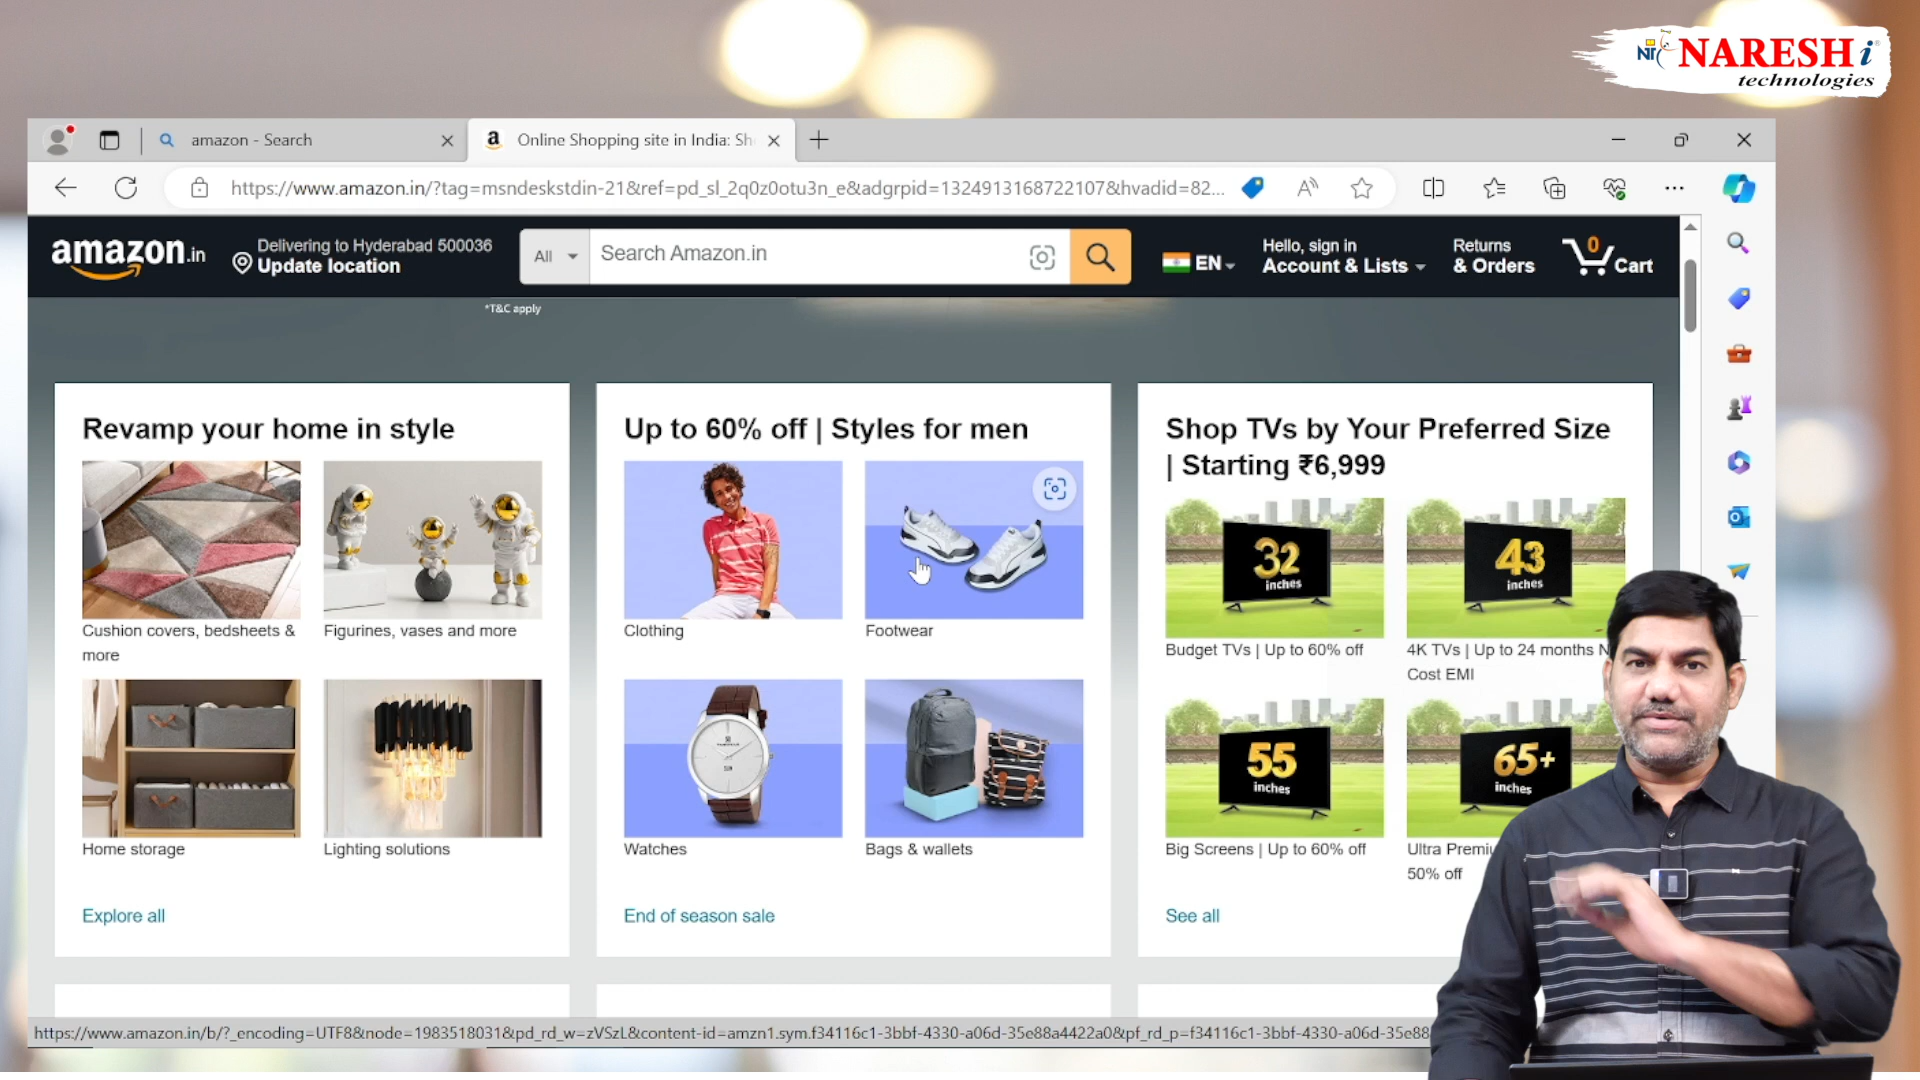 NARESH i
technologies
amazon - Search
Online Shopping site in India: Sh
https://www.amazon.in/?tag=msndeskstdin-21&ref=pd_sl_2q0z0otu3n_e&adgrpid=1324913168722107&hvadid=82...
amazon.in
Delivering to Hyderabad 500036
Update location
All
Search Amazon.in
EN
Hello, sign in
Account & Lists
Returns
& Orders
0
Cart
*T&C apply
Revamp your home in style
Cushion covers, bedsheets &
more
Figurines, vases and more
Home storage
Lighting solutions
Explore all
Up to 60% off | Styles for men
Clothing
Footwear
Watches
Bags & wallets
End of season sale
Shop TVs by Your Preferred Size
| Starting ₹6,999
32
inches
43
inches
Budget TVs | Up to 60% off
4K TVs | Up to 24 months N
Cost EMI
55
inches
65+
inches
Big Screens | Up to 60% off
Ultra Premiu
50% off
See all
https://www.amazon.in/b/?_encoding=UTF8&node=1983518031&pd_rd_w=zVSzL&content-id=amzn1.sym.f34116c1-3bbf-4330-a06d-35e88a4422a0&pf_rd_p=f34116c1-3bbf-4330-a06d-35e88